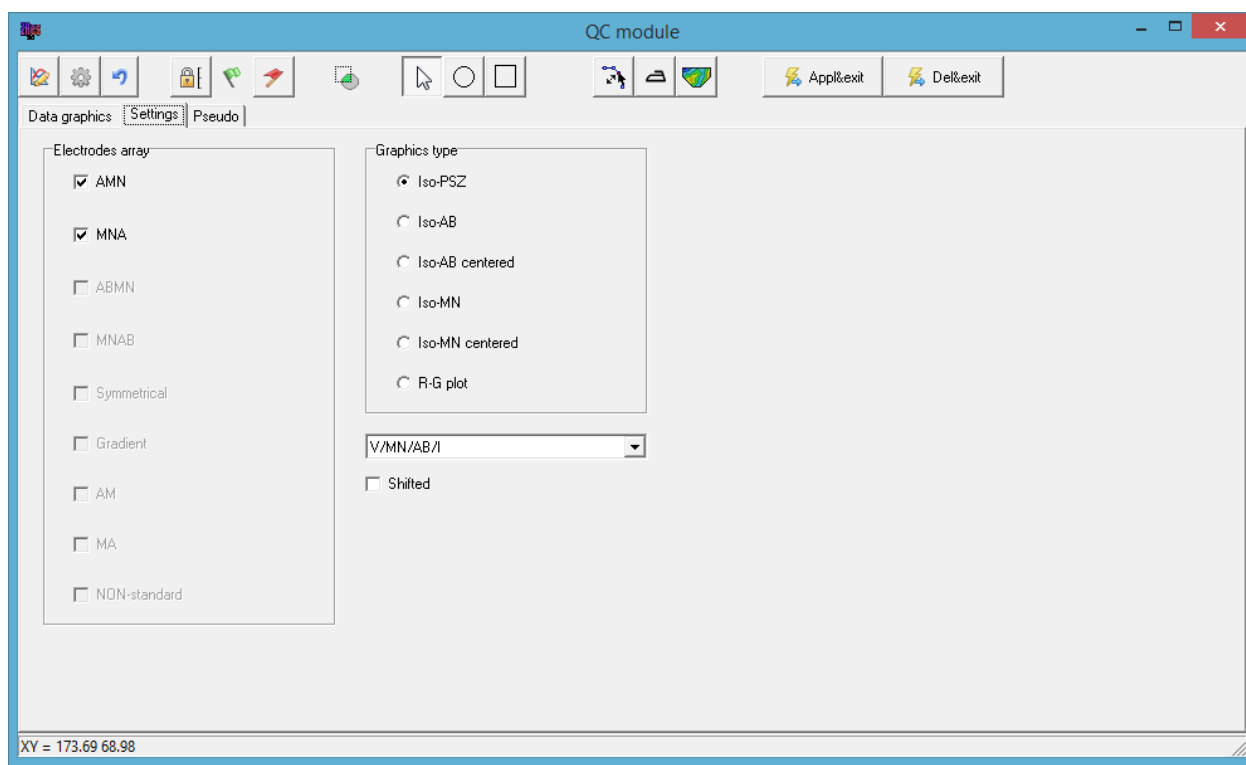 QC module
Appl&exit
Del&exit
Data graphics
Settings
Pseudo
Electrodes array
AMN
MNA
ABMN
MNAB
Symmetrical
Gradient
AM
MA
NON-standard
Graphics type
Iso-PSZ
Iso-AB
Iso-AB centered
Iso-MN
Iso-MN centered
R-G plot
V/MN/AB/I
Shifted
XY = 173.69 68.98